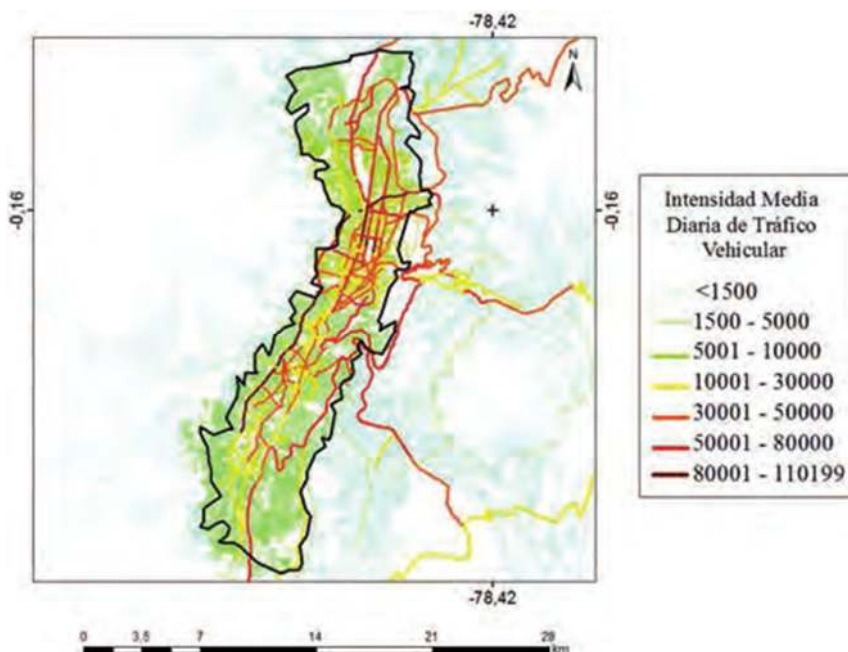 -78,42
N
-0,16
-0,16
-78,42
Intensidad Media
Diaria de Tráfico
Vehicular
<1500
1500 - 5000
5001 - 10000
10001 - 30000
30001 - 50000
50001 - 80000
80001 - 110199
0 3,5 7 14 21 28
km